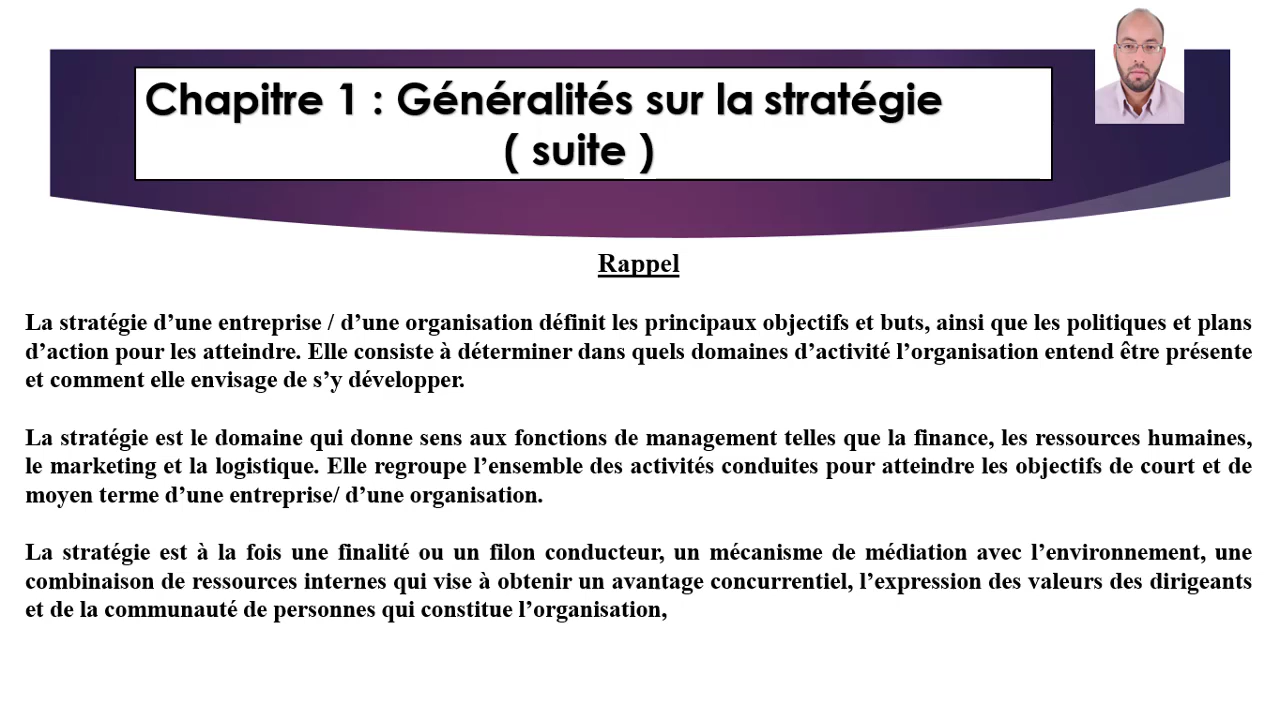 Chapitre 1 : Généralités sur la stratégie
( suite )
Rappel
La stratégie d’une entreprise / d’une organisation définit les principaux objectifs et buts, ainsi que les politiques et plans
d’action pour les atteindre. Elle consiste à déterminer dans quels domaines d’activité l’organisation entend être présente
et comment elle envisage de s’y développer.
La stratégie est le domaine qui donne sens aux fonctions de management telles que la finance, les ressources humaines,
le marketing et la logistique. Elle regroupe l’ensemble des activités conduites pour atteindre les objectifs de court et de
moyen terme d’une entreprise/ d’une organisation.
La stratégie est à la fois une finalité ou un filon conducteur, un mécanisme de médiation avec l’environnement, une
combinaison de ressources internes qui vise à obtenir un avantage concurrentiel, l’expression des valeurs des dirigeants
et de la communauté de personnes qui constitue l’organisation,